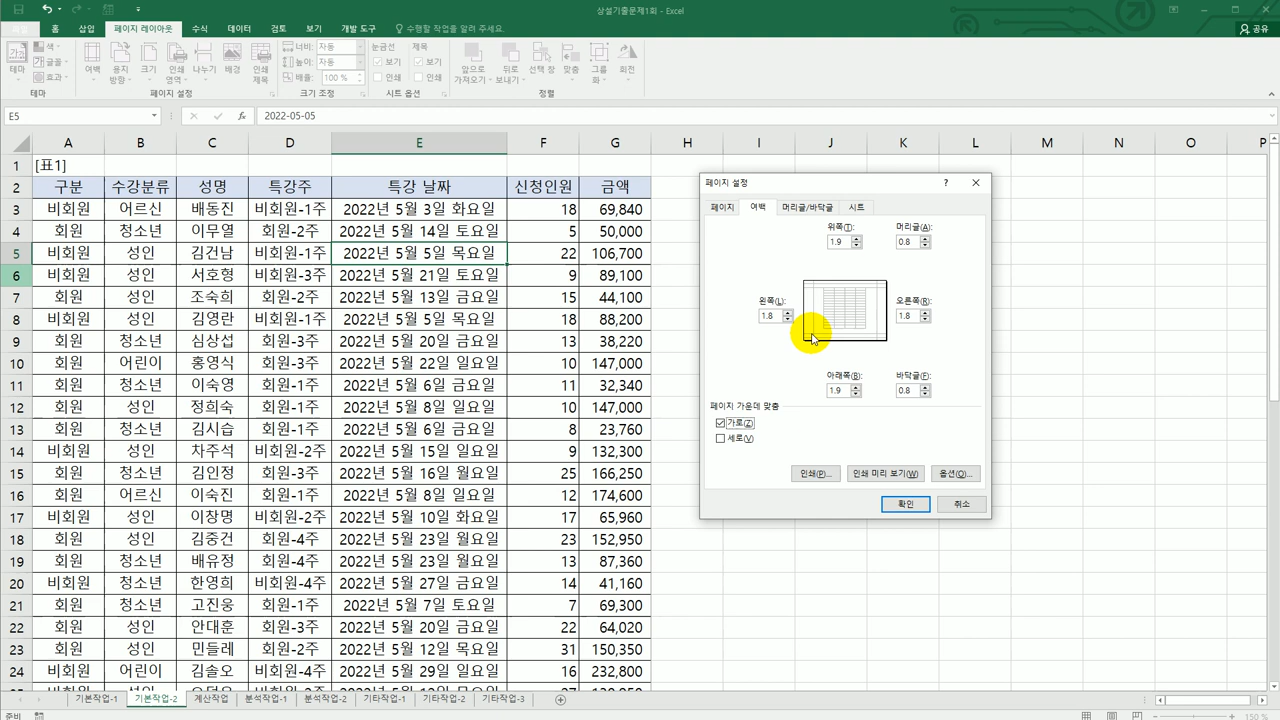 상설기출문제1회 - Excel
홈 삽입 페이지 레이아웃 수식 데이터 검토 보기 개발 도구 수행할 작업을 알려 주세요. 공유
테마 색 글꼴 효과 여백 용지 방향 크기 인쇄 영역 나누기 배경 인쇄 제목 너비: 자동 높이: 자동 배율: 100 % 눈금선 제목 보기 보기 인쇄 인쇄 앞으로 가져오기 뒤로 보내기 선택 창 맞춤 그룹화 회전
테마 페이지 설정 크기 조정 시트 옵션 정렬
E5 fx 2022-05-05
A B C D E F G H I J K L M N O P
1 [표1]
2 구분 수강분류 성명 특강주 특강 날짜 신청인원 금액
3 비회원 어르신 배동진 비회원-1주 2022년 5월 3일 화요일 18 69,840
4 회원 청소년 이무열 회원-2주 2022년 5월 14일 토요일 5 50,000
5 비회원 성인 김건남 비회원-1주 2022년 5월 5일 목요일 22 106,700
6 비회원 성인 서호형 비회원-3주 2022년 5월 21일 토요일 9 89,100
7 회원 성인 조숙희 회원-2주 2022년 5월 13일 금요일 15 44,100
8 비회원 성인 김영란 비회원-1주 2022년 5월 5일 목요일 18 88,200
9 회원 청소년 심상섭 회원-3주 2022년 5월 20일 금요일 13 38,220
10 회원 어린이 홍영식 회원-3주 2022년 5월 22일 일요일 10 147,000
11 회원 청소년 이숙영 회원-1주 2022년 5월 6일 금요일 11 32,340
12 회원 성인 정희숙 회원-1주 2022년 5월 8일 일요일 10 147,000
13 회원 청소년 김시습 회원-1주 2022년 5월 6일 금요일 8 23,760
14 비회원 성인 차주석 비회원-2주 2022년 5월 15일 일요일 9 132,300
15 회원 청소년 김인정 회원-3주 2022년 5월 16일 월요일 25 166,250
16 회원 어르신 이숙진 회원-1주 2022년 5월 8일 일요일 12 174,600
17 비회원 성인 이창명 비회원-2주 2022년 5월 10일 화요일 17 65,960
18 회원 성인 김중건 회원-4주 2022년 5월 23일 월요일 23 152,950
19 회원 청소년 배유정 회원-4주 2022년 5월 23일 월요일 13 87,360
20 비회원 청소년 한영희 비회원-4주 2022년 5월 27일 금요일 14 41,160
21 회원 청소년 고진웅 회원-1주 2022년 5월 7일 토요일 7 69,300
22 회원 성인 안대훈 회원-3주 2022년 5월 20일 금요일 22 64,020
23 회원 성인 민들레 회원-2주 2022년 5월 12일 목요일 31 150,350
24 비회원 어린이 김솔오 비회원-4주 2022년 5월 29일 일요일 16 232,800
페이지 설정 ?
페이지 여백 머리글/바닥글 시트
위쪽(T): 머리글(A):
1.9 0.8
왼쪽(L): 오른쪽(R):
1.8 1.8
아래쪽(B): 바닥글(F):
1.9 0.8
페이지 가운데 맞춤
가로(Z)
세로(V)
인쇄(P)... 인쇄 미리 보기(W) 옵션(O)...
확인 취소
기본작업-1 기본작업-2 계산작업 분석작업-1 분석작업-2 기타작업-1 기타작업-2 기타작업-3
준비 150 %